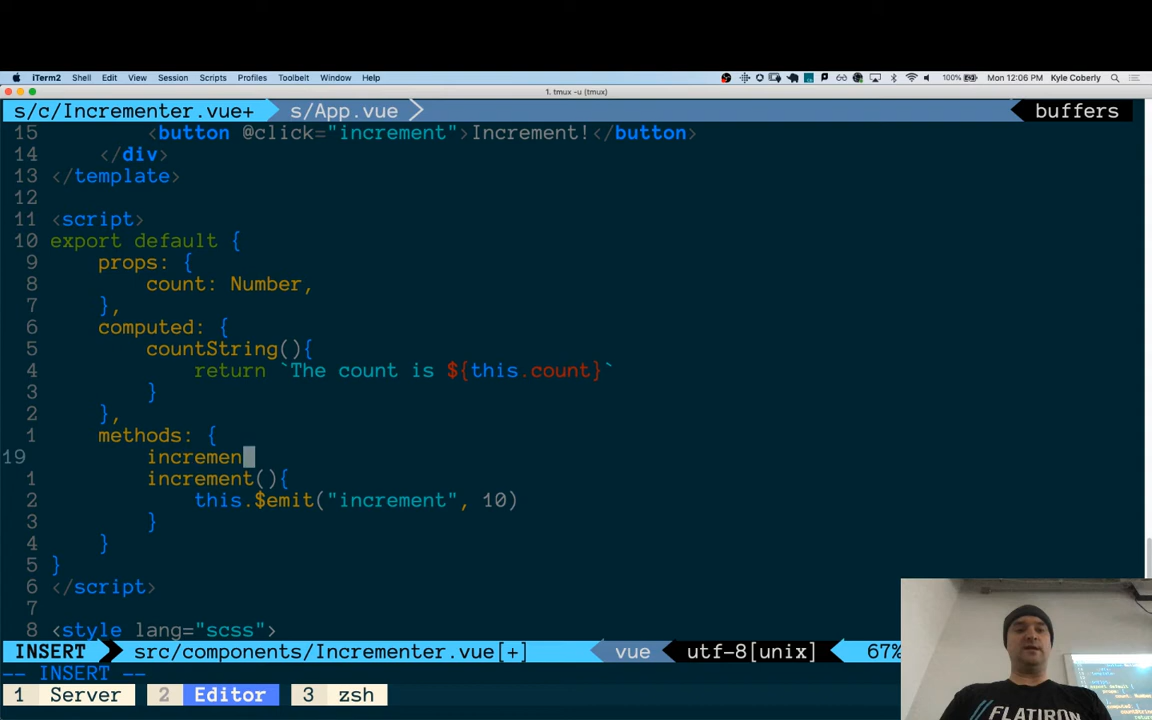 iTerm2 Shell Edit View Session Scripts Profiles Toolbelt Window Help 100% Mon 12:06 PM Kyle Coberly
1. tmux -u (tmux)
s/c/Incrementer.vue+ s/App.vue buffers
15 <button @click="increment">Increment!</button>
14 </div>
13 </template>
12
11 <script>
10 export default {
9 props: {
8 count: Number,
7 },
6 computed: {
5 countString(){
4 return `The count is ${this.count}`
3 }
2 },
1 methods: {
19 incremen
1 increment(){
2 this.$emit("increment", 10)
3 }
4 }
5 }
6 </script>
7
8 <style lang="scss">
INSERT src/components/Incrementer.vue[+] vue utf-8[unix] 67%
-- INSERT --
1 Server 2 Editor 3 zsh
FLATIRON